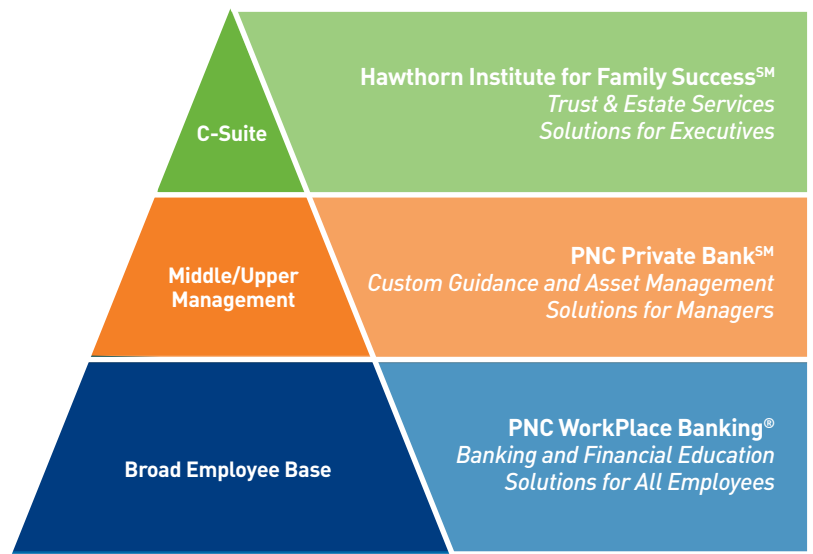 C-Suite
Hawthorn Institute for Family Success℠
Trust & Estate Services
Solutions for Executives
Middle/Upper
Management
PNC Private Bank℠
Custom Guidance and Asset Management
Solutions for Managers
Broad Employee Base
PNC WorkPlace Banking®
Banking and Financial Education
Solutions for All Employees